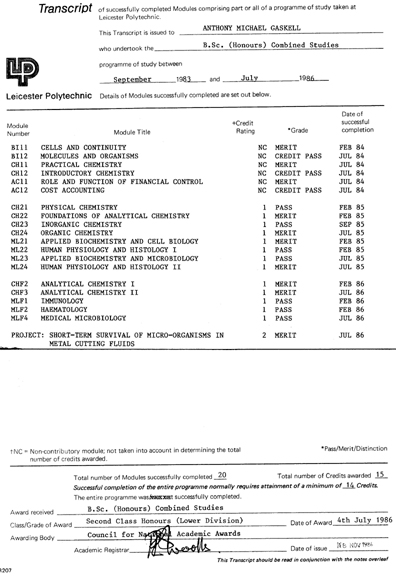 Transcript of successfully completed Modules comprising part or all of a programme of study taken at
Leicester Polytechnic.
This Transcript is issued to ANTHONY MICHAEL GASKELL
who undertook the B.Sc. (Honours) Combined Studies
programme of study between
September 1983 and July 1986
LP
Leicester Polytechnic Details of Modules successfully completed are set out below.
Module Number Module Title +Credit Rating *Grade Date of successful completion
BI11 CELLS AND CONTINUITY NC MERIT FEB 84
BI12 MOLECULES AND ORGANISMS NC CREDIT PASS JUL 84
CH11 PRACTICAL CHEMISTRY NC MERIT JUL 84
CH12 INTRODUCTORY CHEMISTRY NC CREDIT PASS JUL 84
AC11 ROLE AND FUNCTION OF FINANCIAL CONTROL NC MERIT FEB 84
AC12 COST ACCOUNTING NC CREDIT PASS JUL 84
CH21 PHYSICAL CHEMISTRY 1 PASS FEB 85
CH22 FOUNDATIONS OF ANALYTICAL CHEMISTRY 1 MERIT FEB 85
CH23 INORGANIC CHEMISTRY 1 PASS SEP 85
CH24 ORGANIC CHEMISTRY 1 MERIT JUL 85
ML21 APPLIED BIOCHEMISTRY AND CELL BIOLOGY 1 MERIT FEB 85
ML22 HUMAN PHYSIOLOGY AND HISTOLOGY I 1 PASS FEB 85
ML23 APPLIED BIOCHEMISTRY AND MICROBIOLOGY 1 PASS JUL 85
ML24 HUMAN PHYSIOLOGY AND HISTOLOGY II 1 MERIT JUL 85
CHF2 ANALYTICAL CHEMISTRY I 1 MERIT FEB 86
CHF3 ANALYTICAL CHEMISTRY II 1 MERIT JUL 86
MLF1 IMMUNOLOGY 1 PASS FEB 86
MLF2 HAEMATOLOGY 1 PASS FEB 86
MLF4 MEDICAL MICROBIOLOGY 1 PASS JUL 86
PROJECT: SHORT-TERM SURVIVAL OF MICRO-ORGANISMS IN 2 MERIT JUL 86
METAL CUTTING FLUIDS
†NC = Non-contributory module; not taken into account in determining the total *Pass/Merit/Distinction
number of credits awarded.
Total number of Modules successfully completed 20 Total number of Credits awarded 15
Successful completion of the entire programme normally requires attainment of a minimum of 14 Credits.
The entire programme was successfully completed.
Award received B.Sc. (Honours) Combined Studies
Class/Grade of Award Second Class Honours (Lower Division) Date of Award 4th July 1986
Awarding Body Council for National Academic Awards
Academic Registrar Date of issue NOV 1986
This Transcript should be read in conjunction with the notes overleaf
1207